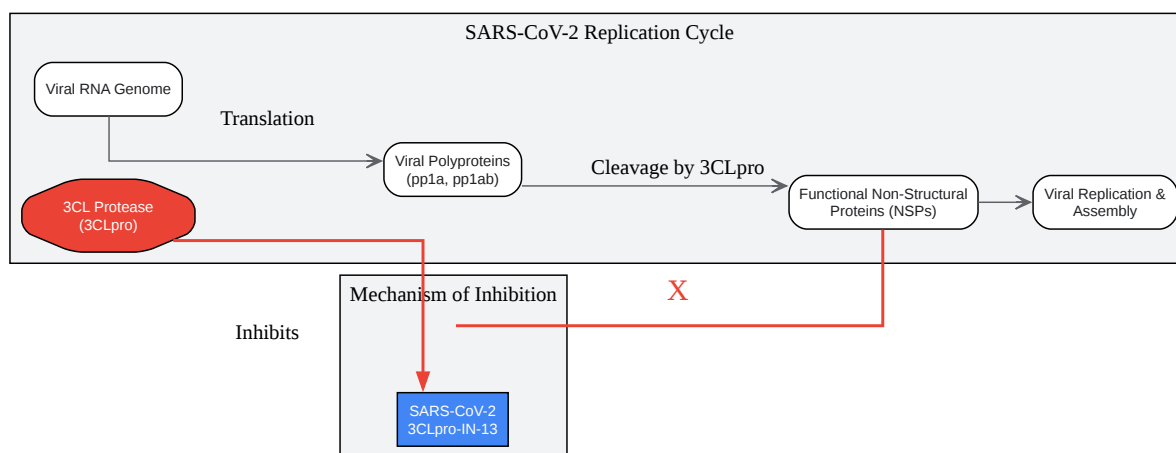 SARS-CoV-2 Replication Cycle
Viral RNA Genome
Translation
Viral Polyproteins
(pp1a, pp1ab)
Cleavage by 3CLpro
Functional Non-Structural
Proteins (NSPs)
Viral Replication &
Assembly
3CL Protease
(3CLpro)
Mechanism of Inhibition
X
Inhibits
SARS-CoV-2
3CLpro-IN-13